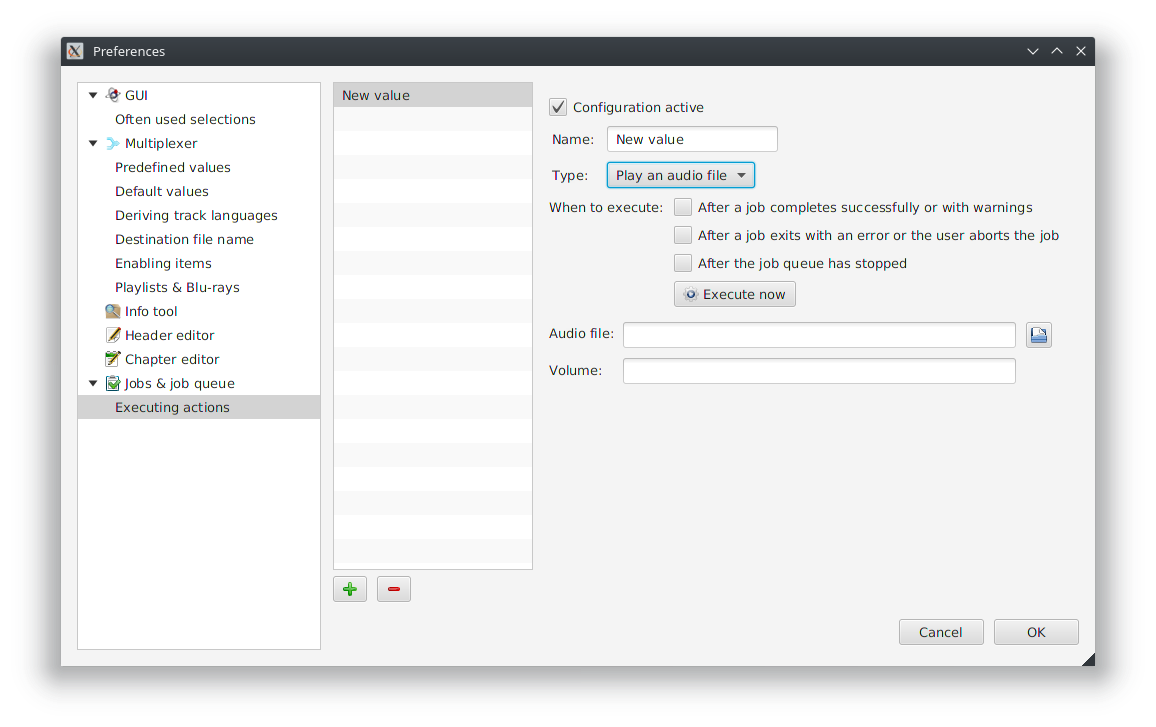 Preferences
GUI
Often used selections
Multiplexer
Predefined values
Default values
Deriving track languages
Destination file name
Enabling items
Playlists & Blu-rays
Info tool
Header editor
Chapter editor
Jobs & job queue
Executing actions
New value
Configuration active
Name: New value
Type: Play an audio file
When to execute: After a job completes successfully or with warnings
After a job exits with an error or the user aborts the job
After the job queue has stopped
Execute now
Audio file:
Volume:
Cancel OK